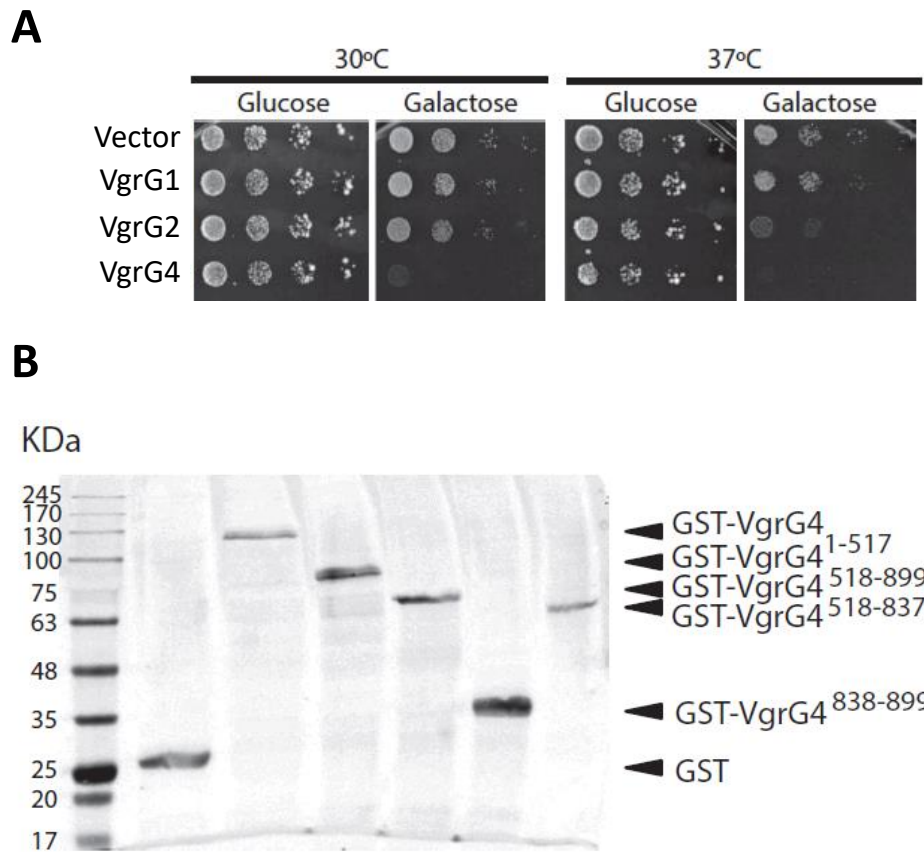 A
30ºC 37ºC
Glucose Galactose Glucose Galactose
Vector
VgrG1
VgrG2
VgrG4
B
KDa
245
170
130
100
75
63
48
35
25
20
17
GST-VgrG4
GST-VgrG4 1-517
GST-VgrG4 518-899
GST-VgrG4 518-837
GST-VgrG4 838-899
GST